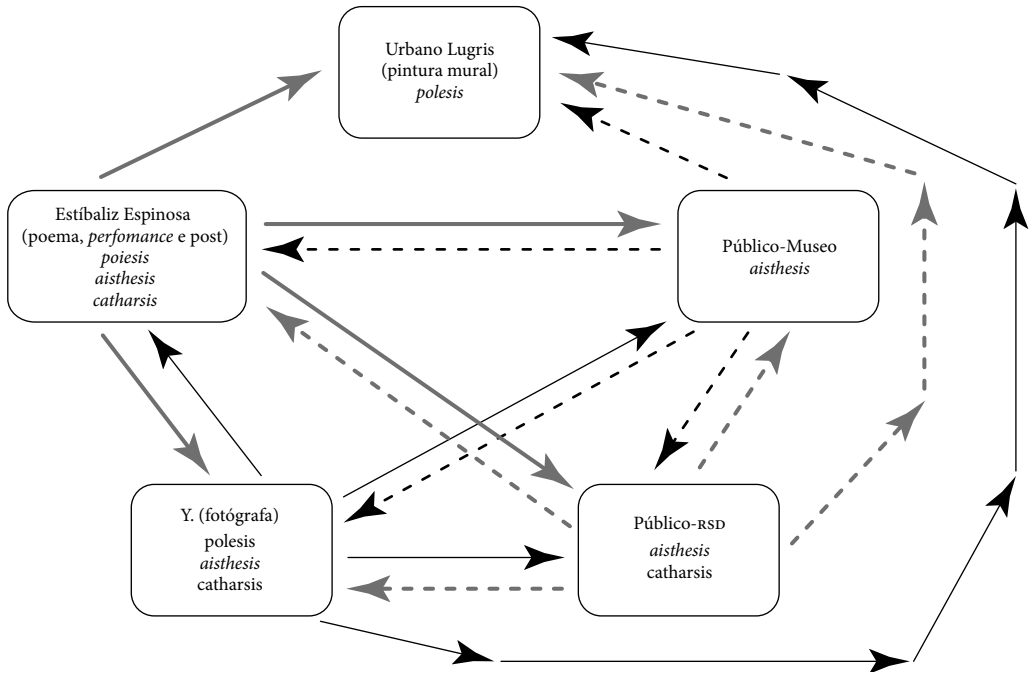 Urbano Lugris
(pintura mural)
polesis
Estíbaliz Espinosa
(poema, perfomance e post)
poiesis
aisthesis
catharsis
Público-Museo
aisthesis
Y. (fotógrafa)
polesis
aisthesis
catharsis
Público-RSD
aisthesis
catharsis